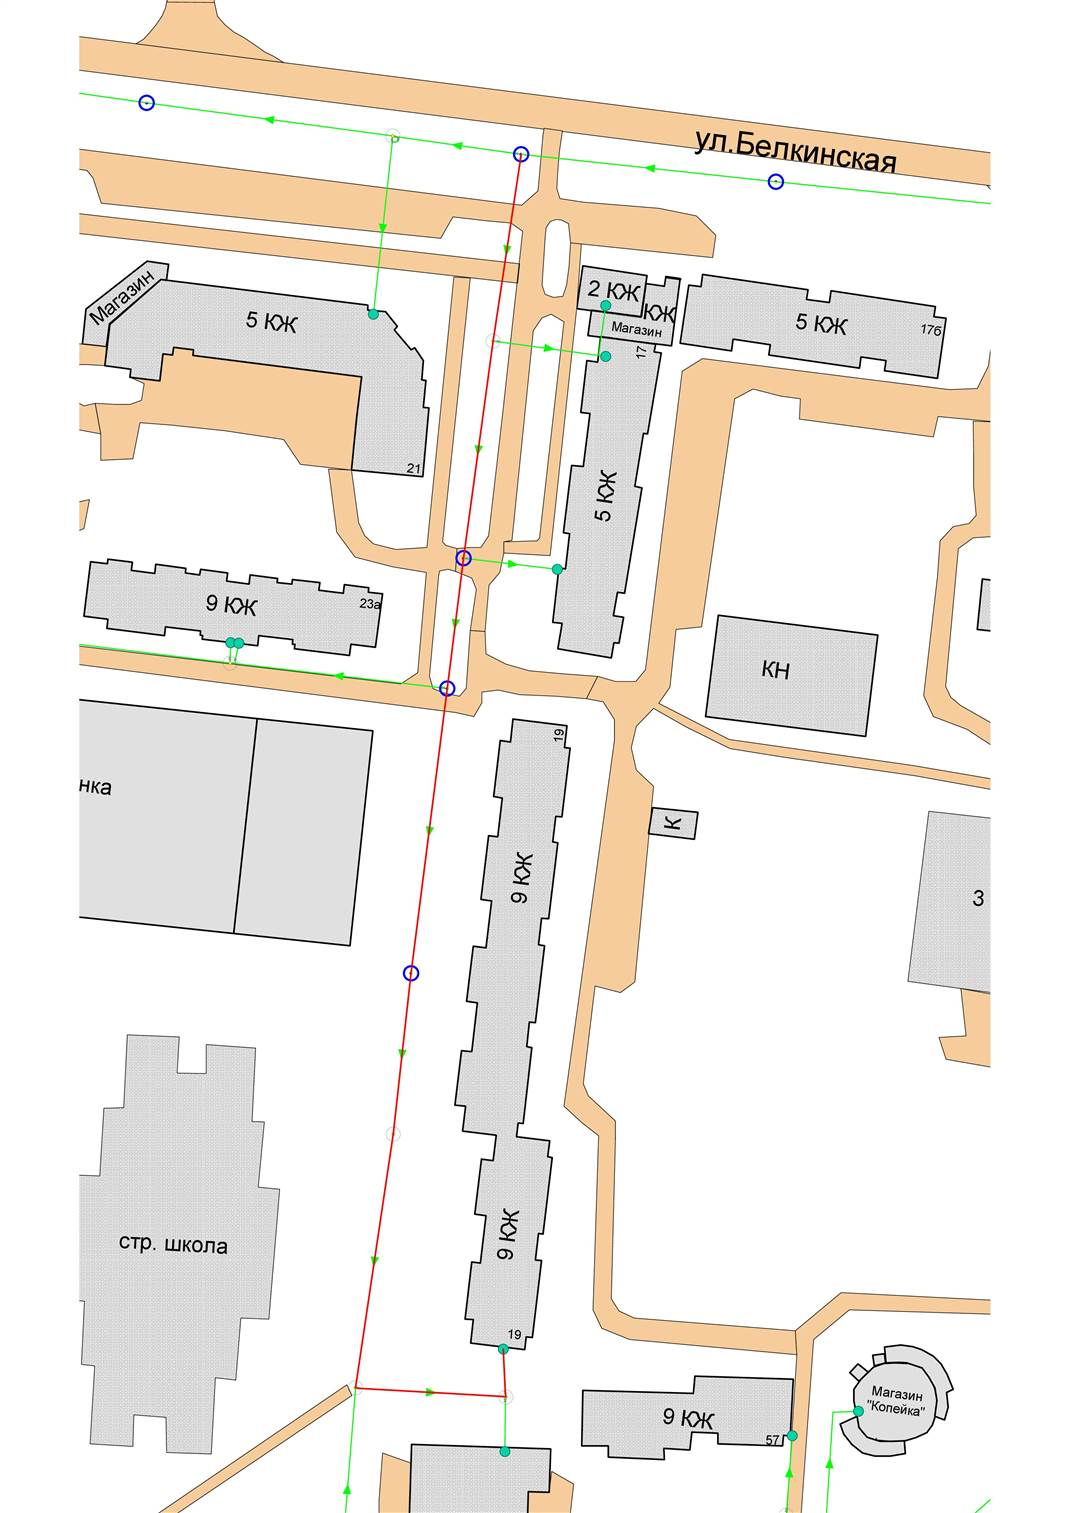 ул.Белкинская
Магазин
5 КЖ
21
2 КЖ
КЖ
Магазин
17
5 КЖ
17б
5 КЖ
9 КЖ
23а
КН
нка
19
9 КЖ
К
3
9 КЖ
19
стр. школа
9 КЖ
57
Магазин
"Копейка"